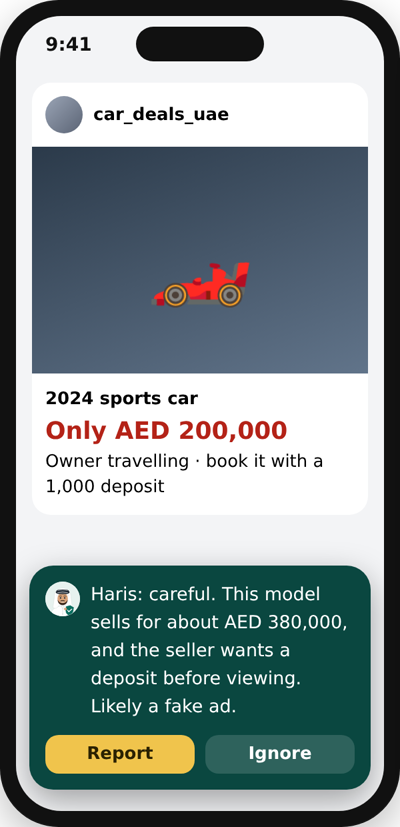 9:41
car_deals_uae
2024 sports car
Only AED 200,000
Owner travelling · book it with a
1,000 deposit
Haris: careful. This model
sells for about AED 380,000,
and the seller wants a
deposit before viewing.
Likely a fake ad.
Report
Ignore